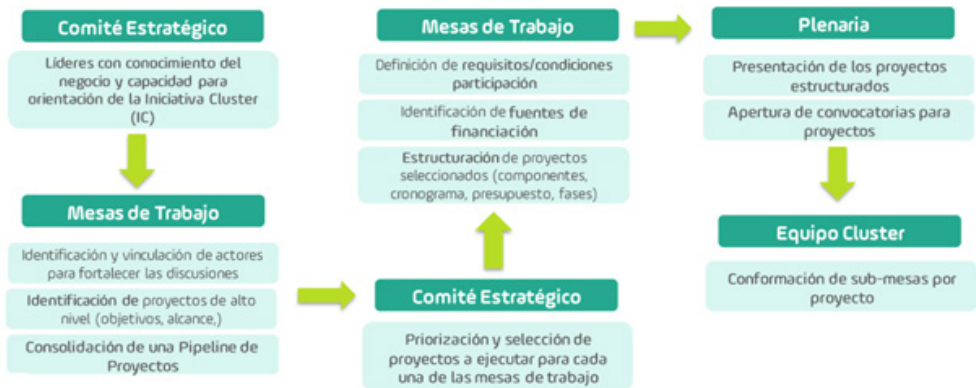 Comité Estratégico
Líderes con conocimiento del
negocio y capacidad para
orientación de la Iniciativa Cluster
(IC)
Mesas de Trabajo
Identificación y vinculación de actores
para fortalecer las discusiones
Identificación de proyectos de alto
nivel (objetivos, alcance,)
Consolidación de una Pipeline de
Proyectos
Comité Estratégico
Priorización y selección de
proyectos a ejecutar para cada
una de las mesas de trabajo
Mesas de Trabajo
Definición de requisitos/condiciones
participación
Identificación de fuentes de
financiación
Estructuración de proyectos
seleccionados (componentes,
cronograma, presupuesto, fases)
Plenaria
Presentación de los proyectos
estructurados
Apertura de convocatorias para
proyectos
Equipo Cluster
Conformación de sub-mesas por
proyecto